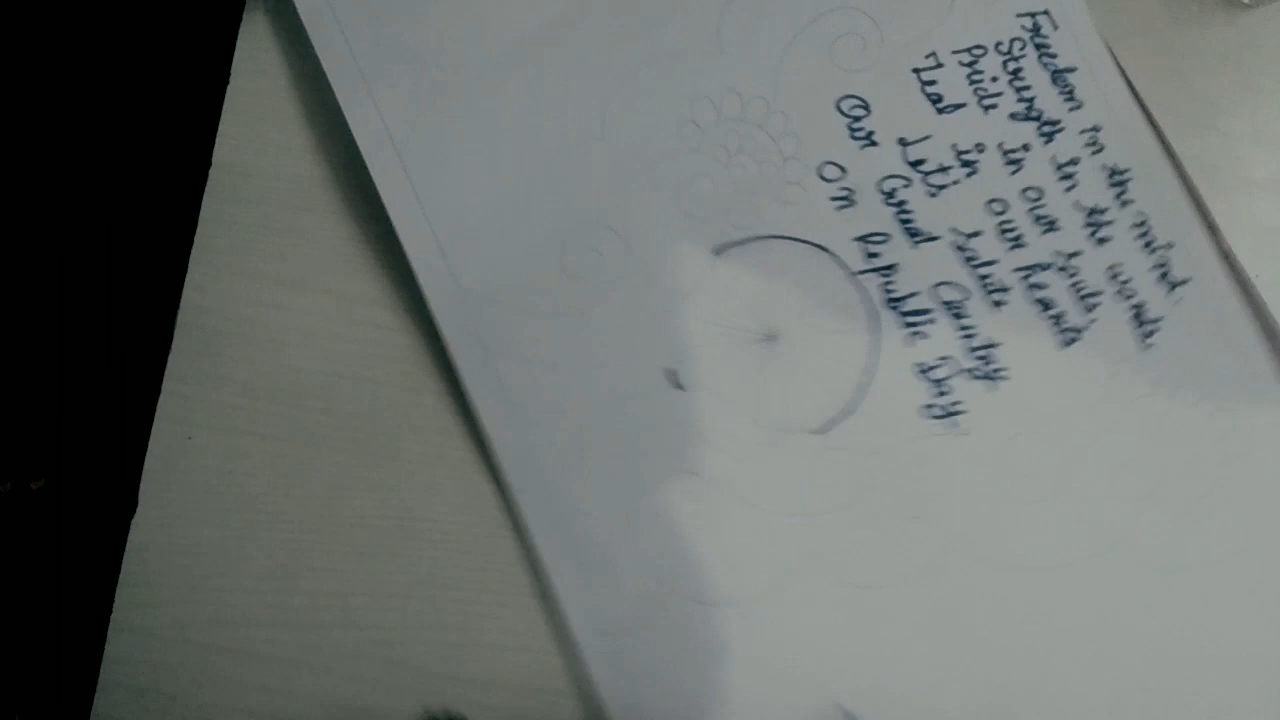 Freedom in the mind,
Strength in the words,
Pride in our souls,
Zeal in our hearts
Let's salute
Our Great Country
on Republic Day